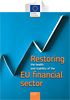 Restoring
the health
and stability of the
EU financial
sector